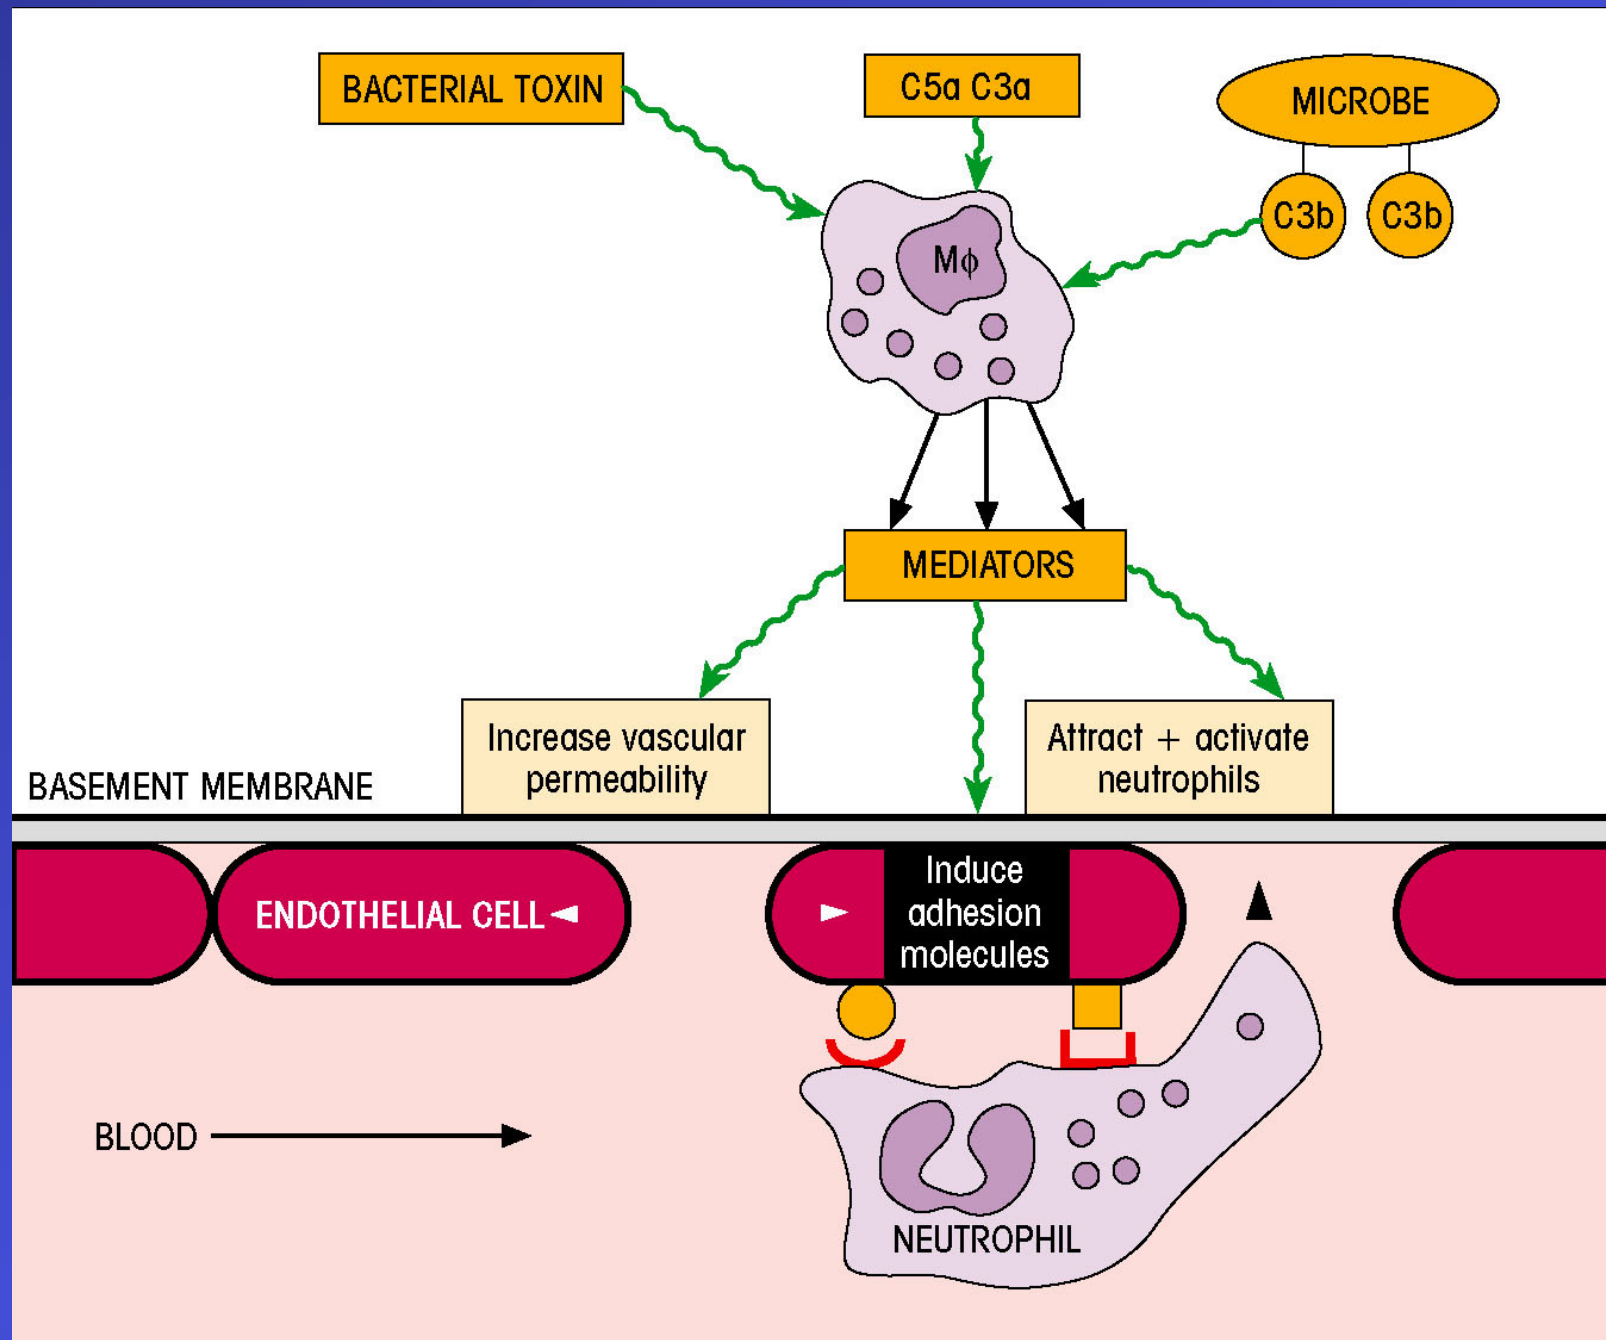 BACTERIAL TOXIN
C5a C3a
MICROBE
C3b
C3b
Mϕ
MEDIATORS
Increase vascular
permeability
Attract + activate
neutrophils
BASEMENT MEMBRANE
ENDOTHELIAL CELL
Induce
adhesion
molecules
BLOOD
NEUTROPHIL